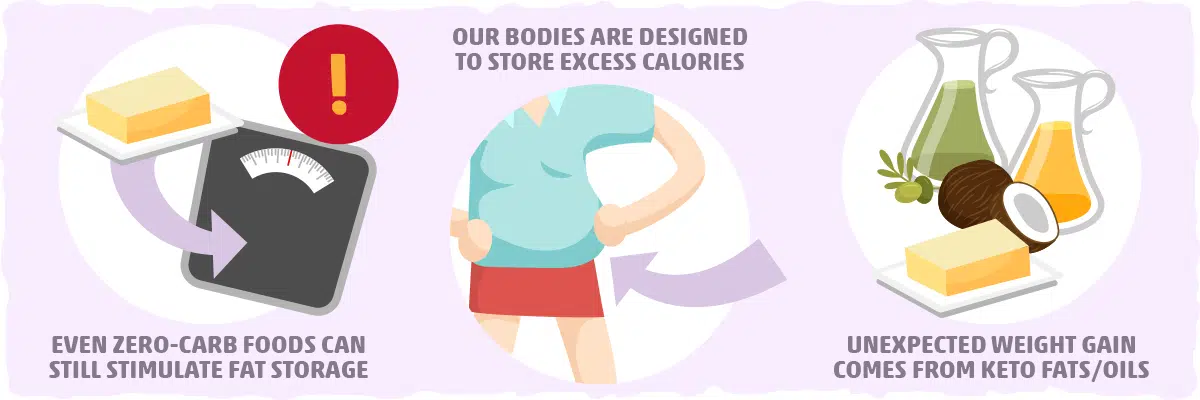 EVEN ZERO-CARB FOODS CAN
STILL STIMULATE FAT STORAGE
OUR BODIES ARE DESIGNED
TO STORE EXCESS CALORIES
UNEXPECTED WEIGHT GAIN
COMES FROM KETO FATS/OILS